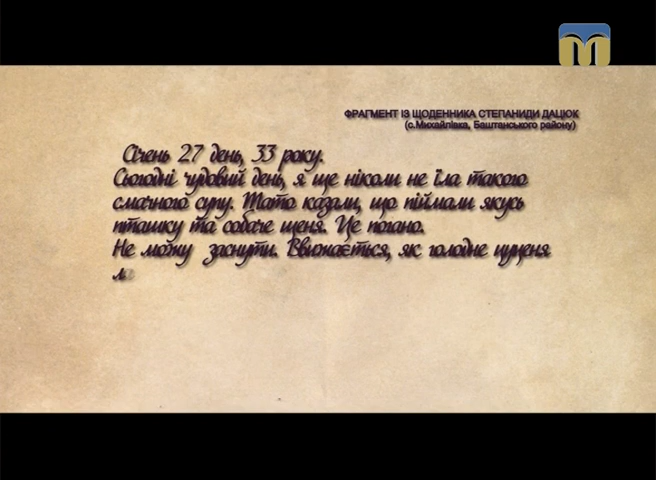 ФРАГМЕНТ ІЗ ЩОДЕННИКА СТЕПАНИДИ ДАЦЮК
(с.Михайлівка, Баштанського району)
Січень 27 день, 33 року.
Сьогодні чудовий день, я ще ніколи не їла такого
смачного супу. Тато казали, що піймали якусь
пташку та собаче щеня. Це погано.
Не можу заснути. Ввижається, як голодне цуценя
ла